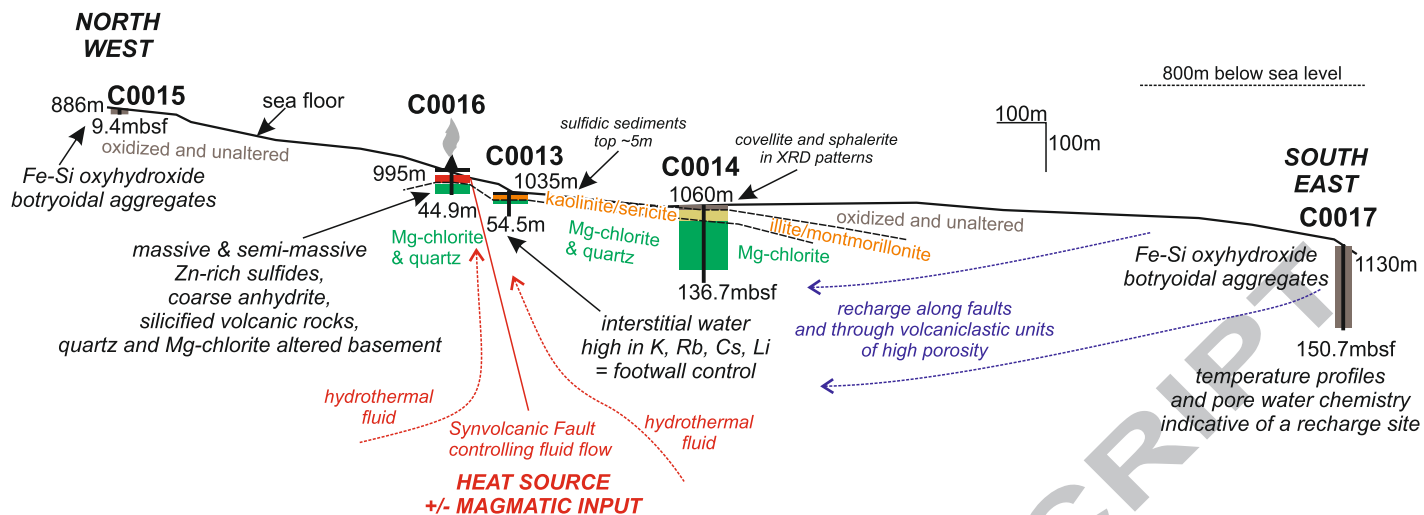 NORTH
WEST
800m below sea level
886m
C0015
sea floor
C0016
100m
100m
9.4mbsf
sulfidic sediments
top ~5m
covellite and sphalerite
in XRD patterns
oxidized and unaltered
C0013
C0014
SOUTH
EAST
Fe-Si oxyhydroxide
botryoidal aggregates
995m
1035m
1060m
C0017
44.9m
54.5m
kaolinite/sericite
oxidized and unaltered
Mg-chlorite
& quartz
Mg-chlorite
& quartz
illite/montmorillonite
Mg-chlorite
Fe-Si oxyhydroxide
botryoidal aggregates
1130m
massive & semi-massive
Zn-rich sulfides,
coarse anhydrite,
silicified volcanic rocks,
quartz and Mg-chlorite altered basement
136.7mbsf
interstitial water
high in K, Rb, Cs, Li
= footwall control
recharge along faults
and through volcaniclastic units
of high porosity
150.7mbsf
temperature profiles
and pore water chemistry
indicative of a recharge site
hydrothermal
fluid
Synvolcanic Fault
controlling fluid flow
hydrothermal
fluid
HEAT SOURCE
+/- MAGMATIC INPUT
CRIPT